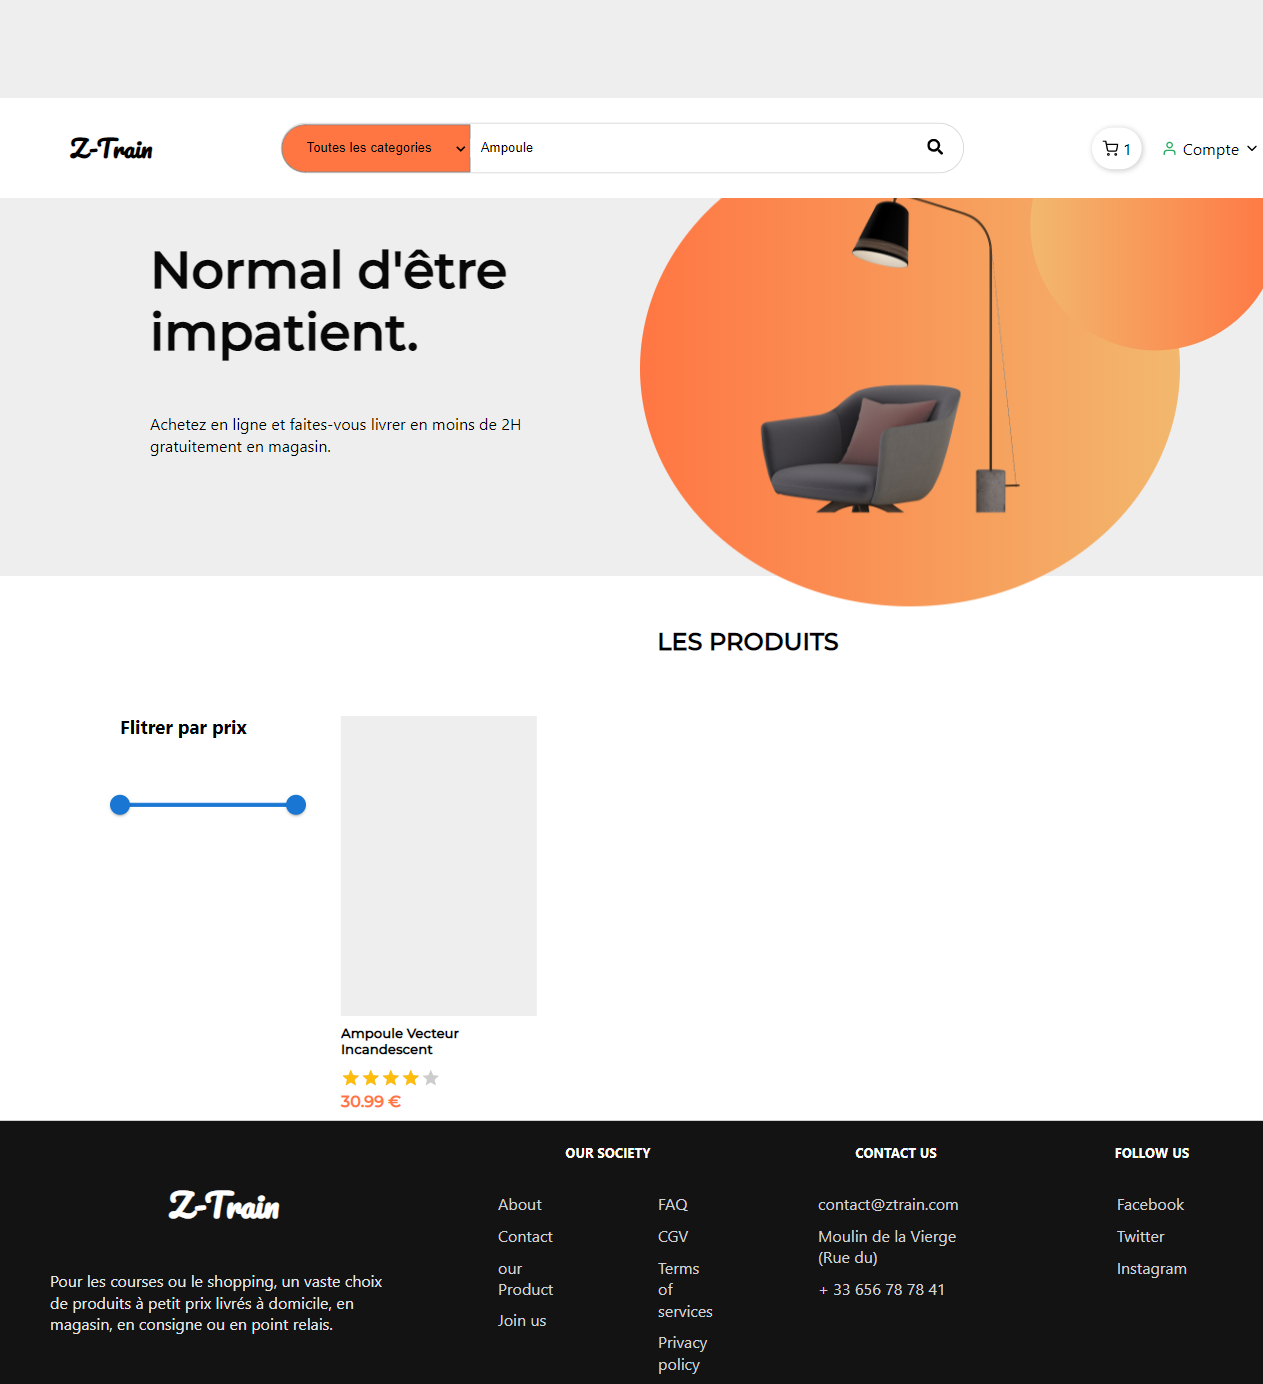 Z-Train
Toutes les categories
Ampoule
1
Compte
Normal d'être
impatient.
Achetez en ligne et faites-vous livrer en moins de 2H
gratuitement en magasin.
LES PRODUITS
Flitrer par prix
Ampoule Vecteur
Incandescent
30.99 €
Z-Train
Pour les courses ou le shopping, un vaste choix
de produits à petit prix livrés à domicile, en
magasin, en consigne ou en point relais.
OUR SOCIETY
About
Contact
our
Product
Join us
FAQ
CGV
Terms
of
services
Privacy
policy
CONTACT US
contact@ztrain.com
Moulin de la Vierge
(Rue du)
+ 33 656 78 78 41
FOLLOW US
Facebook
Twitter
Instagram